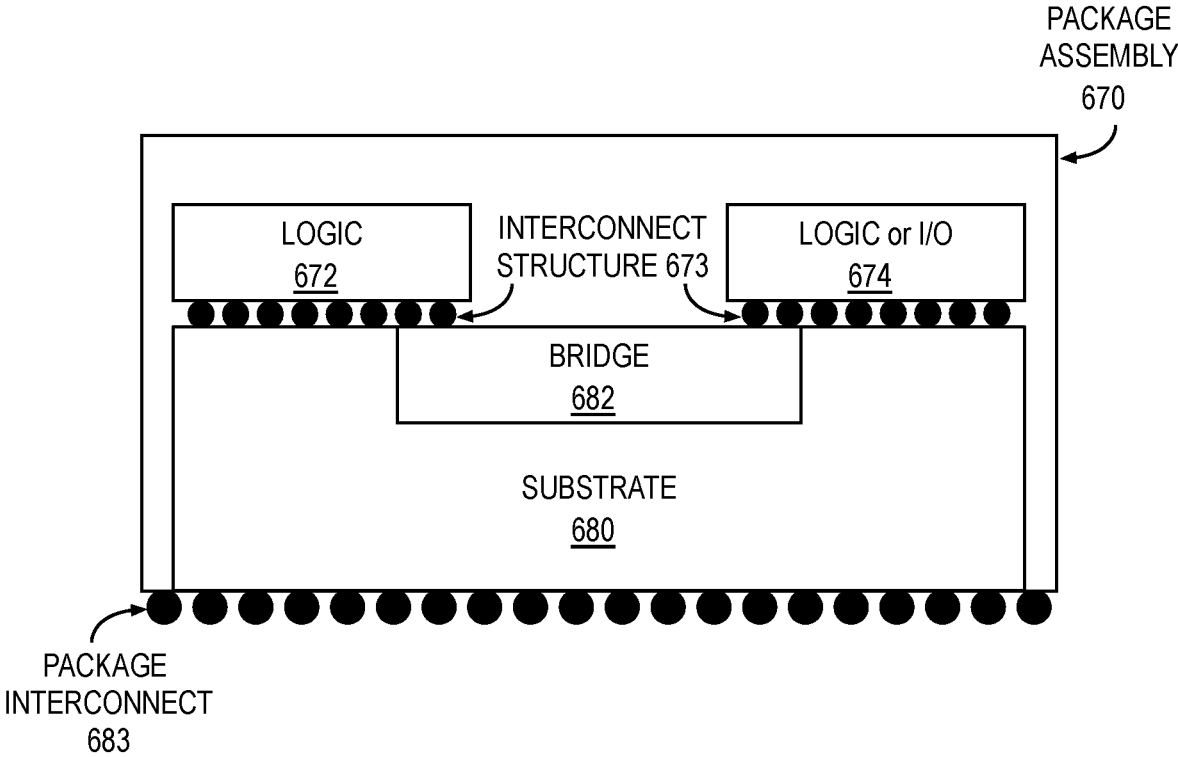 PACKAGE
ASSEMBLY
670
LOGIC
672
INTERCONNECT
STRUCTURE 673
LOGIC or I/O
674
BRIDGE
682
SUBSTRATE
680
PACKAGE
INTERCONNECT
683